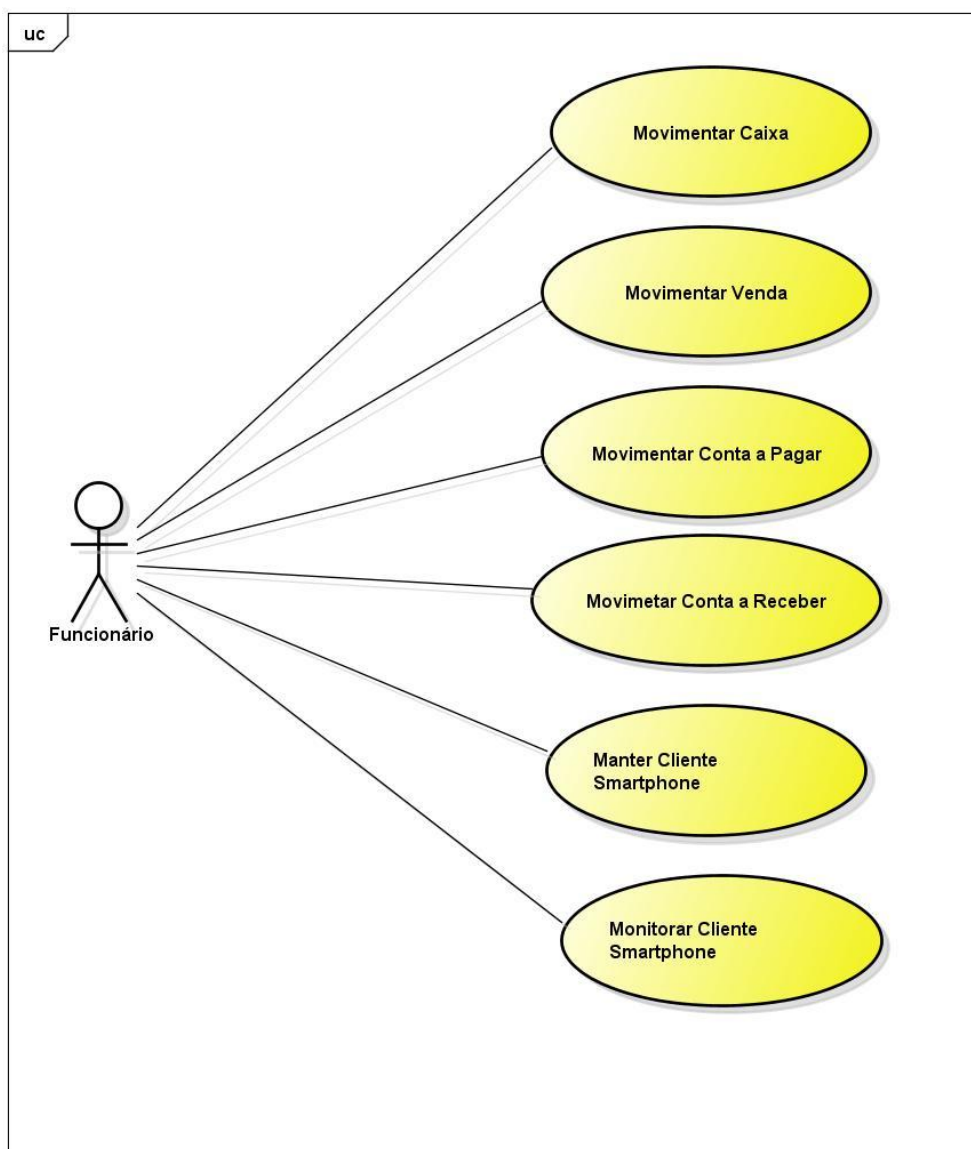 uc
Movimentar Caixa
Movimentar Venda
Movimentar Conta a Pagar
Movimetar Conta a Receber
Funcionário
Manter Cliente
Smartphone
Monitorar Cliente
Smartphone